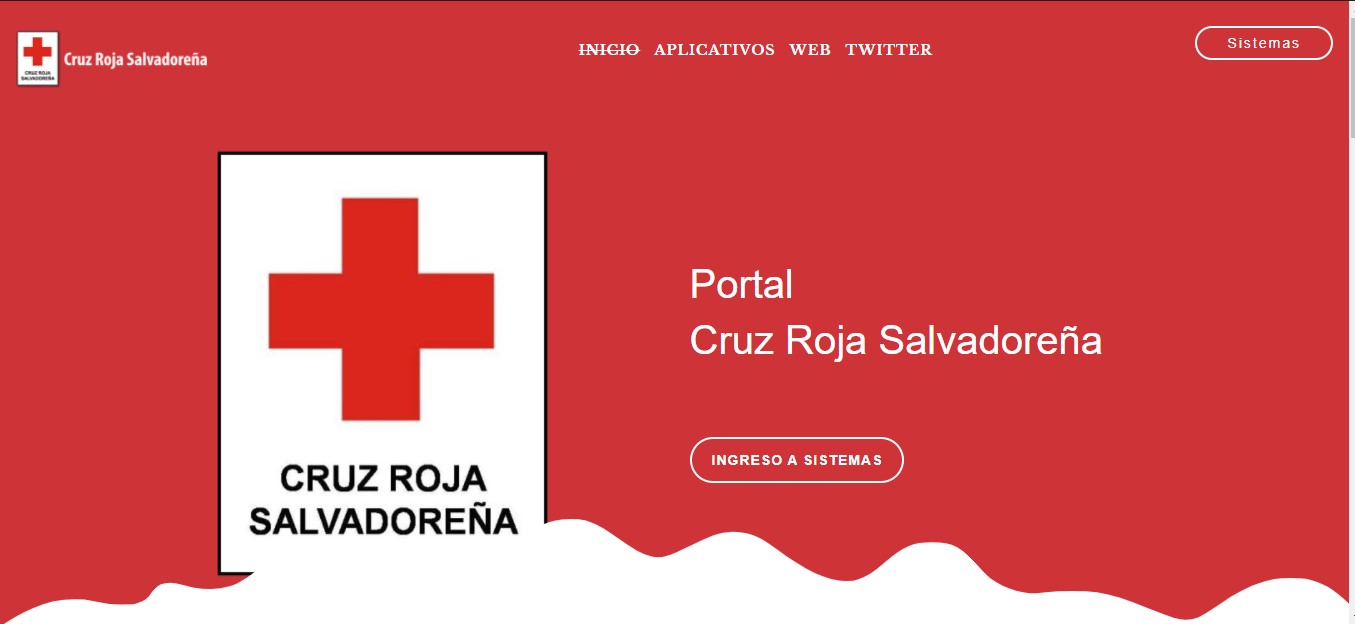 CRUZ ROJA
SALVADOREÑA
Cruz Roja Salvadoreña
INICIO APLICATIVOS WEB TWITTER
Sistemas
CRUZ ROJA
SALVADOREÑA
Portal
Cruz Roja Salvadoreña
INGRESO A SISTEMAS